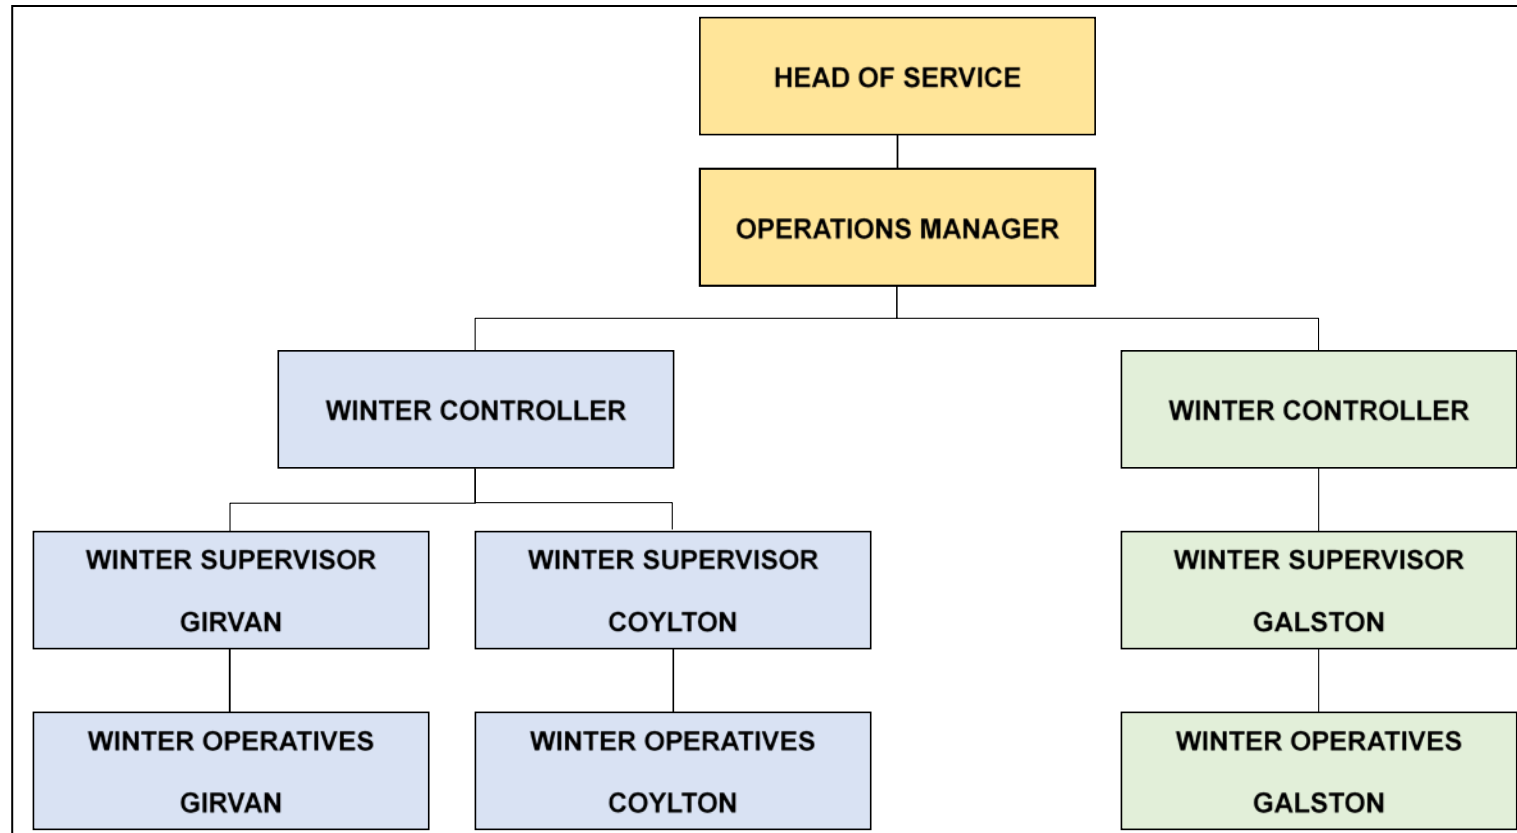 HEAD OF SERVICE
OPERATIONS MANAGER
WINTER CONTROLLER
WINTER CONTROLLER
WINTER SUPERVISOR
GIRVAN
WINTER SUPERVISOR
COYLTON
WINTER SUPERVISOR
GALSTON
WINTER OPERATIVES
GIRVAN
WINTER OPERATIVES
COYLTON
WINTER OPERATIVES
GALSTON